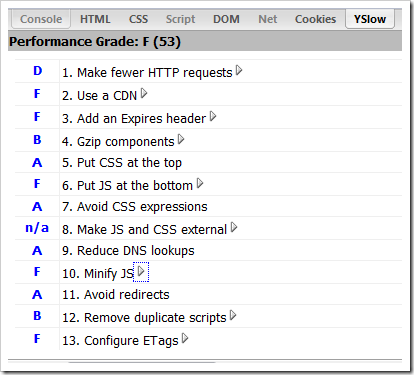 Console HTML CSS Script DOM Net Cookies YSlow
Performance Grade: F (53)
D 1. Make fewer HTTP requests
F 2. Use a CDN
F 3. Add an Expires header
B 4. Gzip components
A 5. Put CSS at the top
F 6. Put JS at the bottom
A 7. Avoid CSS expressions
n/a 8. Make JS and CSS external
A 9. Reduce DNS lookups
F 10. Minify JS
A 11. Avoid redirects
B 12. Remove duplicate scripts
F 13. Configure ETags